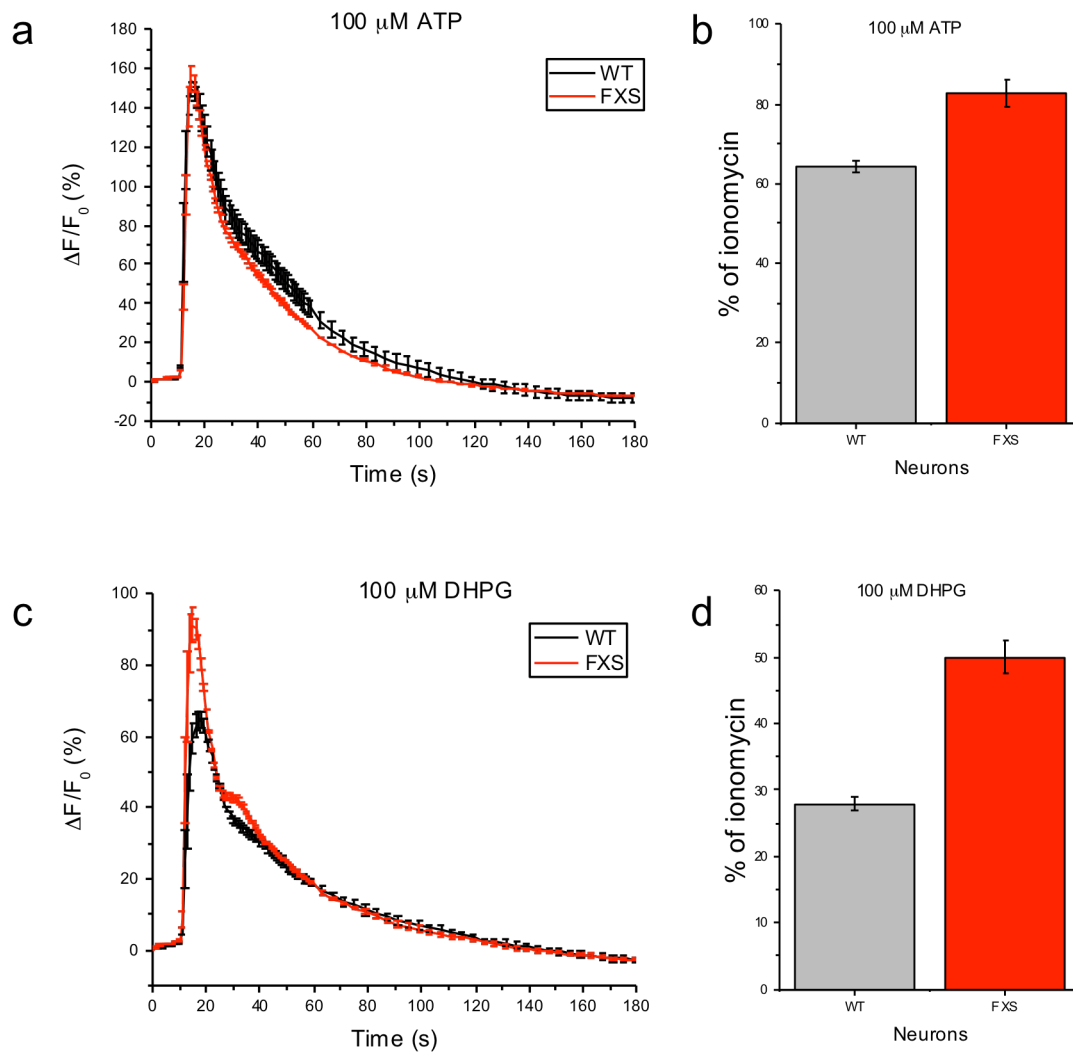 a
100 μM ATP
180
160
140
120
100
80
60
40
20
0
-20
ΔF/F0 (%)
WT
FXS
0 20 40 60 80 100 120 140 160 180
Time (s)
b
100 μM ATP
100
80
60
40
20
0
% of ionomycin
WT FXS
Neurons
c
100 μM DHPG
100
80
60
40
20
0
ΔF/F0 (%)
WT
FXS
0 20 40 60 80 100 120 140 160 180
Time (s)
d
100 μM DHPG
60
50
40
30
20
10
0
% of ionomycin
WT FXS
Neurons